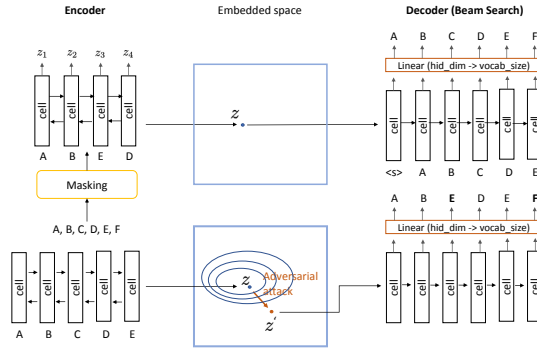 Encoder Embedded space Decoder (Beam Search)
A B C D E F
Linear (hid_dim -> vocab_size)
z1 z2 z3 z4
cell cell cell cell
z
cell cell cell cell cell cell
A B E D
<s> A B C D E
Masking
A B E D E F
Linear (hid_dim -> vocab_size)
A, B, C, D, E, F
cell cell cell cell cell
z
Adversarial
attack
z'
cell cell cell cell cell cell
A B C D E